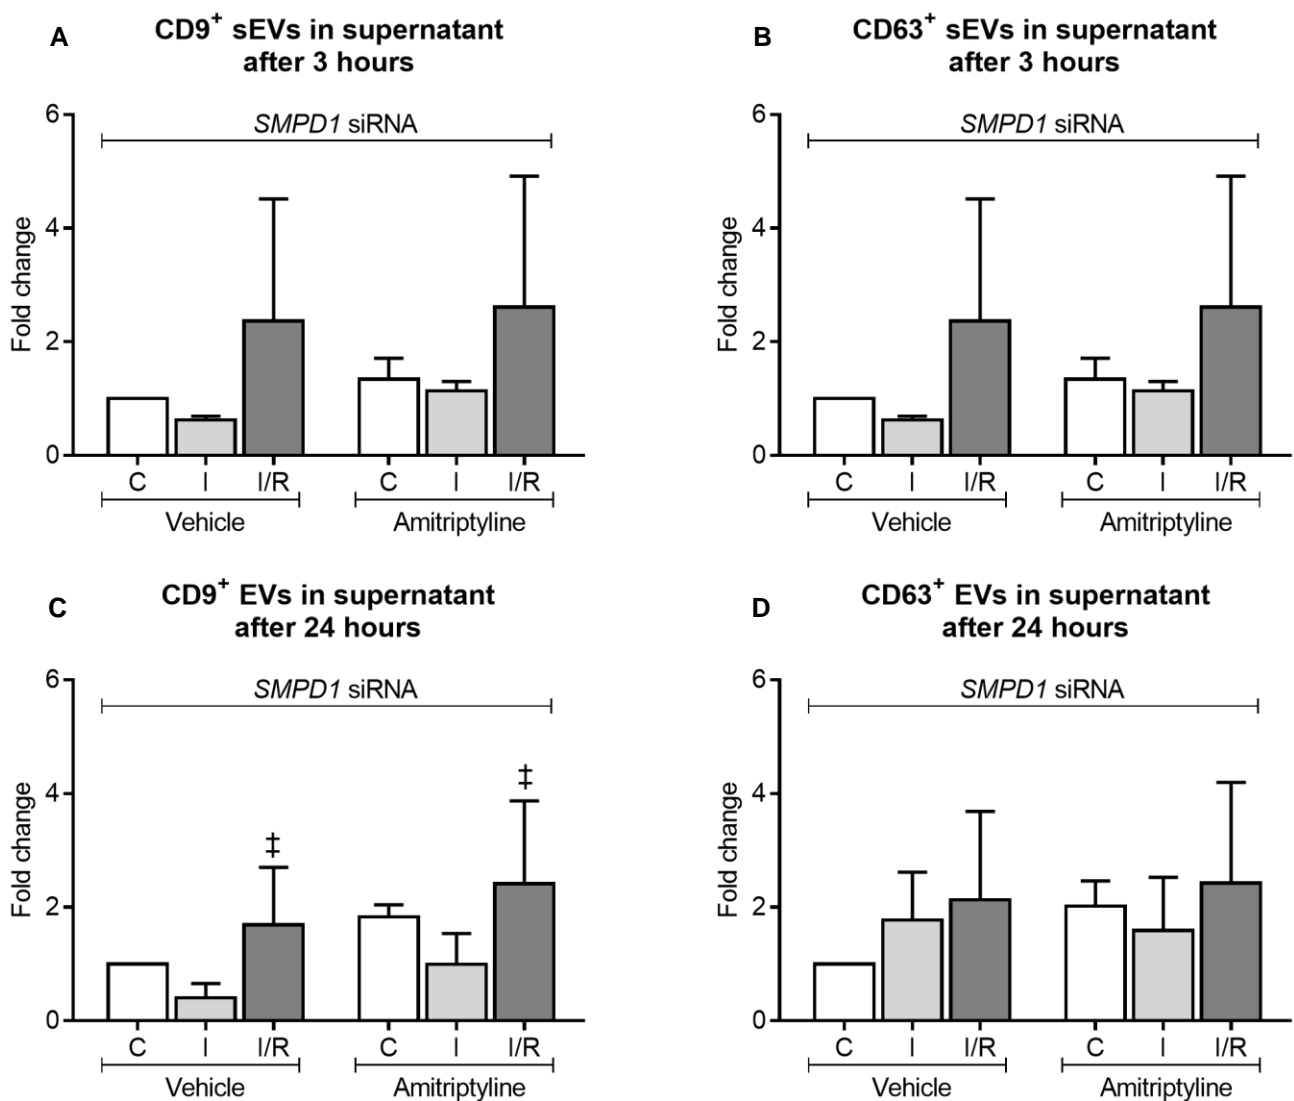 A
CD9⁺ sEVs in supernatant
after 3 hours
6
4
2
0
Fold change
SMPD1 siRNA
C I I/R C I I/R
Vehicle Amitriptyline
B
CD63⁺ sEVs in supernatant
after 3 hours
6
4
2
0
Fold change
SMPD1 siRNA
C I I/R C I I/R
Vehicle Amitriptyline
C
CD9⁺ EVs in supernatant
after 24 hours
6
4
2
0
Fold change
SMPD1 siRNA
‡ ‡
C I I/R C I I/R
Vehicle Amitriptyline
D
CD63⁺ EVs in supernatant
after 24 hours
6
4
2
0
Fold change
SMPD1 siRNA
C I I/R C I I/R
Vehicle Amitriptyline